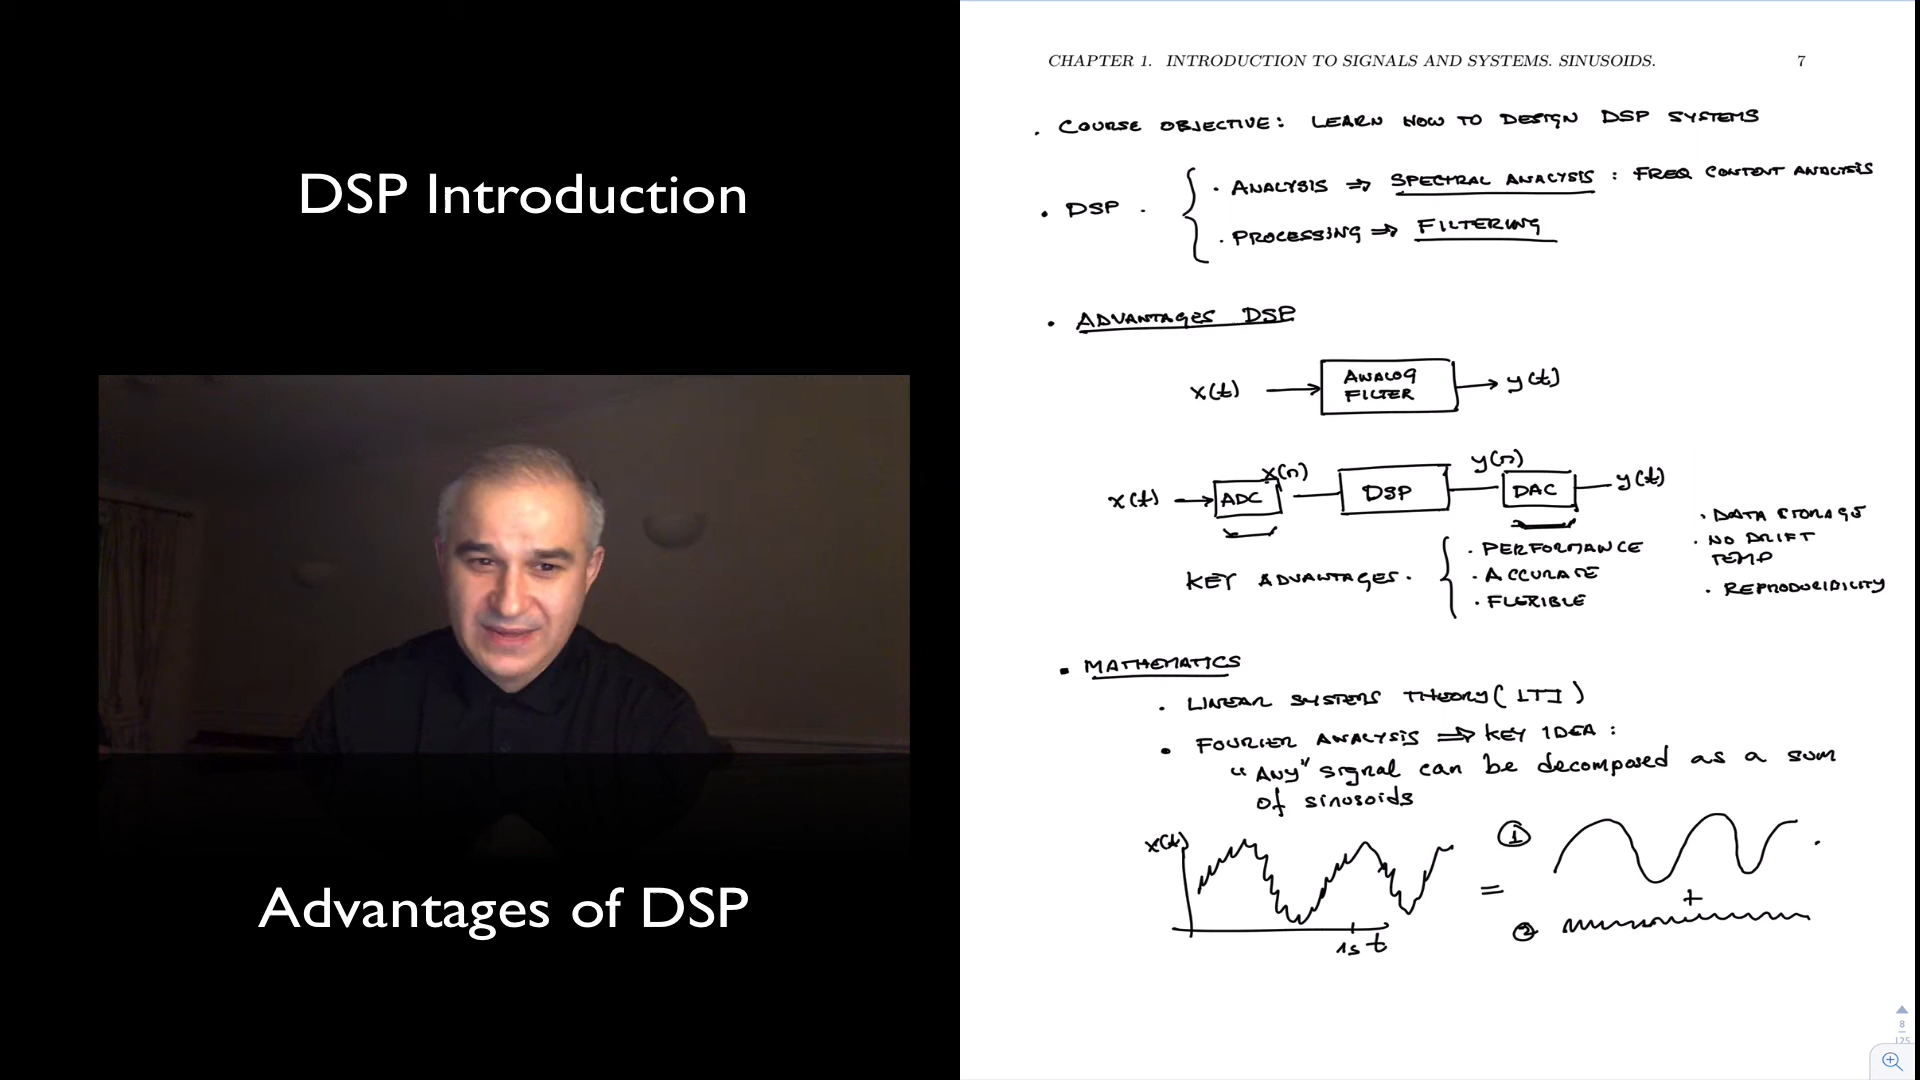 DSP Introduction
Advantages of DSP
CHAPTER 1. INTRODUCTION TO SIGNALS AND SYSTEMS. SINUSOIDS. 7
. COURSE OBJECTIVE: LEARN HOW TO DESIGN DSP SYSTEMS
• DSP .
. ANALYSIS ⇒ SPECTRAL ANALYSIS : FREQ CONTENT ANALYSIS
. PROCESSING ⇒ FILTERING
• ADVANTAGES DSP
x(t) → ANALOG FILTER → y(t)
x(t) → ADC x(n) DSP y(n) DAC y(t)
KEY ADVANTAGES.
. PERFORMANCE
. ACCURATE
. FLEXIBLE
. DATA STORAGE
. NO DRIFT
TEMP
. REPRODUCIBILITY
• MATHEMATICS
. LINEAR SYSTEMS THEORY (LTI)
• FOURIER ANALYSIS ⇒ KEY IDEA :
"ANY" signal can be decomposed as a sum
of sinusoids
x(t)
1s t
=
①
+
②
8
125